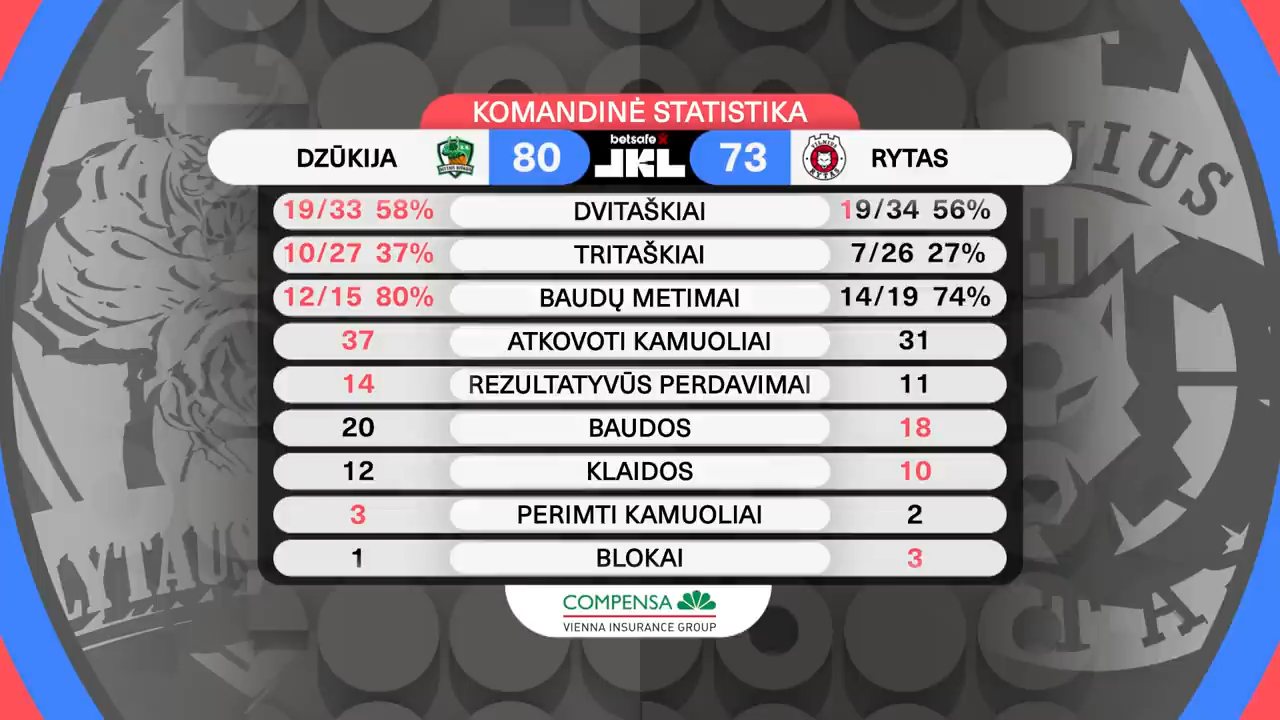 KOMANDINĖ STATISTIKA
DZŪKIJA 80 betsafe JKL 73 VILNIUS RYTAS RYTAS
19/33 58% DVITAŠKIAI 19/34 56%
10/27 37% TRITAŠKIAI 7/26 27%
12/15 80% BAUDŲ METIMAI 14/19 74%
37 ATKOVOTI KAMUOLIAI 31
14 REZULTATYVŪS PERDAVIMAI 11
20 BAUDOS 18
12 KLAIDOS 10
3 PERIMTI KAMUOLIAI 2
1 BLOKAI 3
COMPENSA
VIENNA INSURANCE GROUP